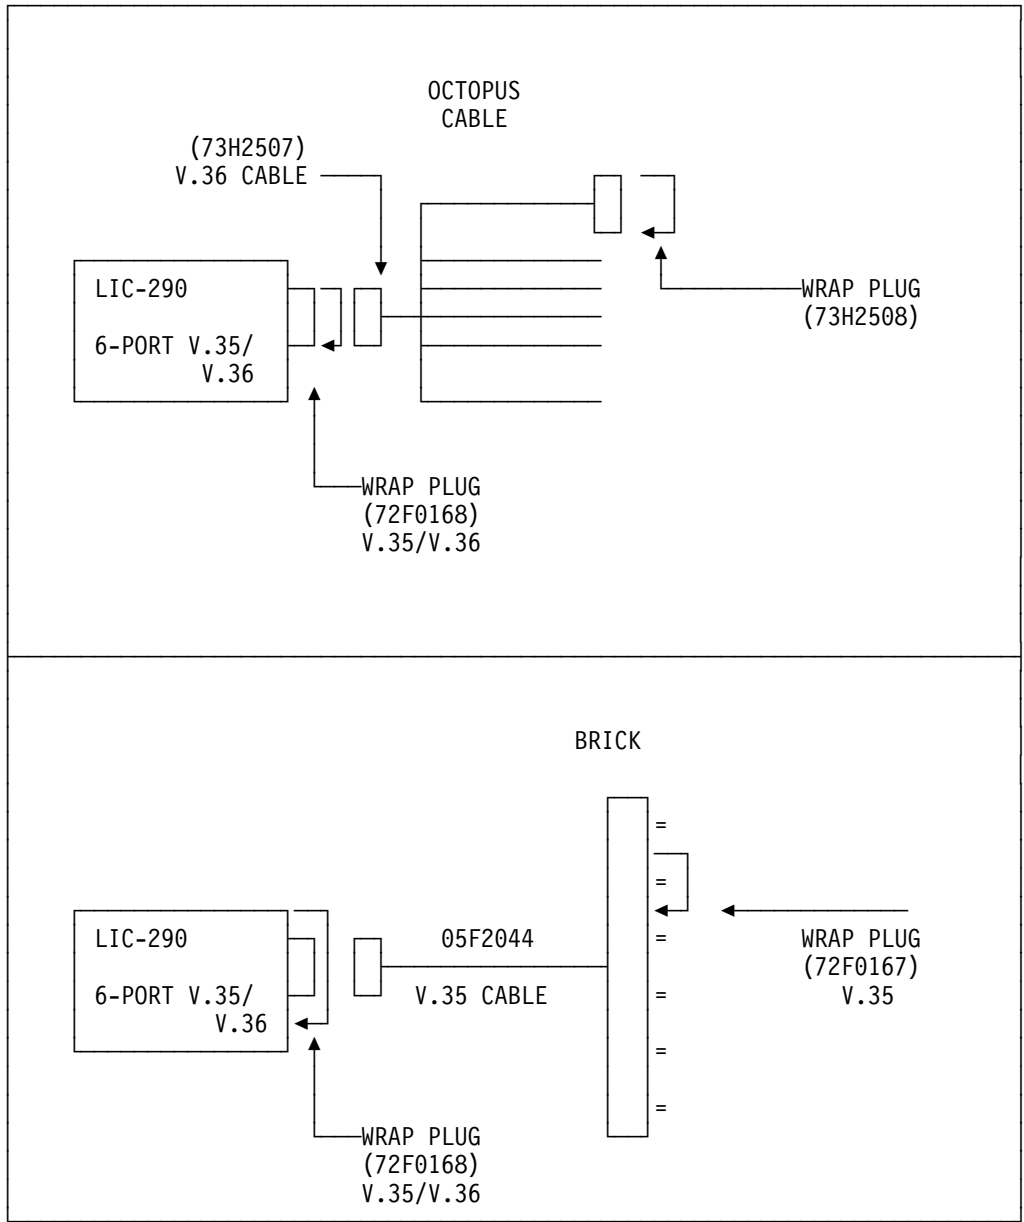 OCTOPUS
CABLE
(73H2507)
V.36 CABLE
LIC-290
6-PORT V.35/
V.36
WRAP PLUG
(73H2508)
WRAP PLUG
(72F0168)
V.35/V.36
BRICK
=
=
=
=
=
=
LIC-290
6-PORT V.35/
V.36
05F2044
V.35 CABLE
WRAP PLUG
(72F0167)
V.35
WRAP PLUG
(72F0168)
V.35/V.36